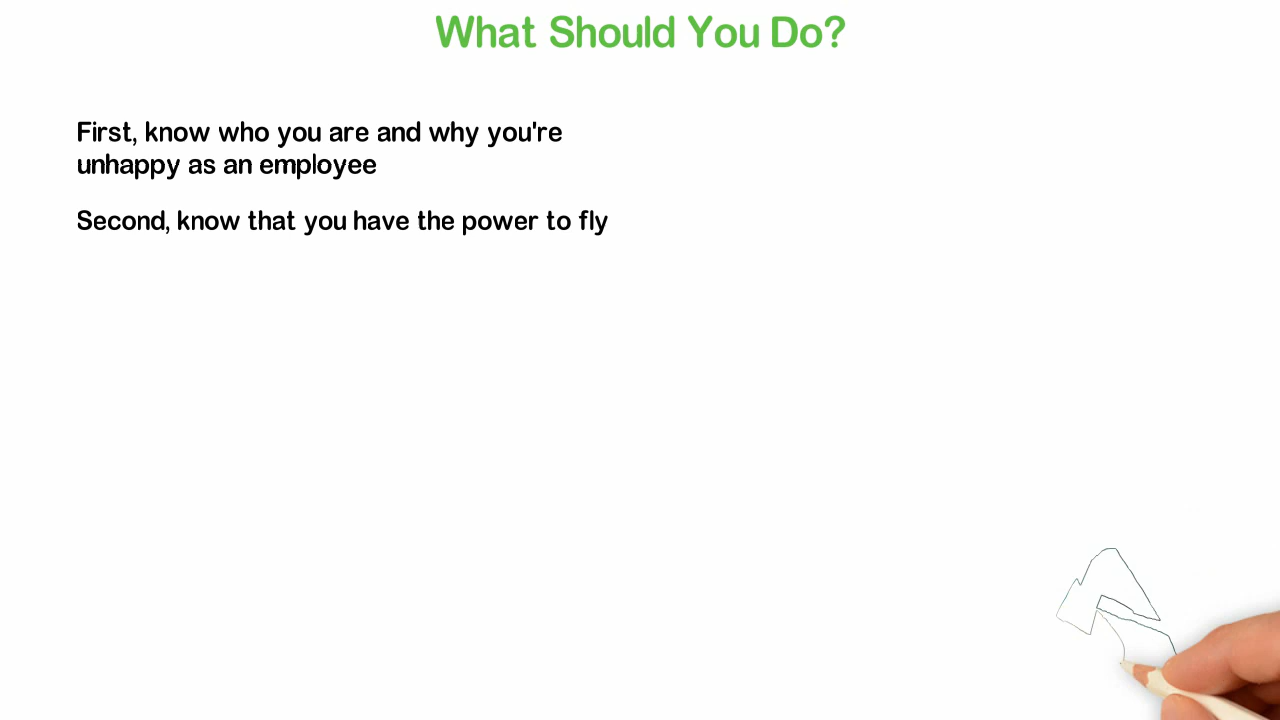 What Should You Do?
First, know who you are and why you're
unhappy as an employee
Second, know that you have the power to fly